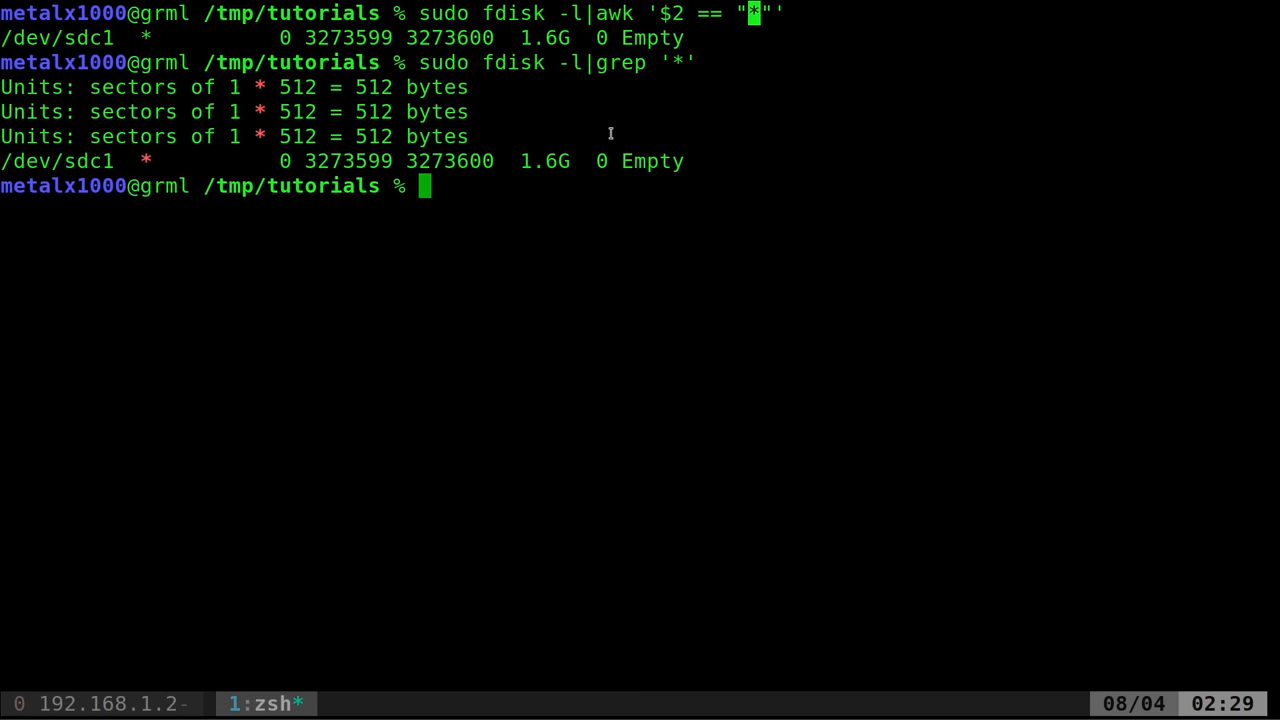 metalx1000@grml /tmp/tutorials % sudo fdisk -l|awk '$2 == "*"'
/dev/sdc1  *          0 3273599 3273600  1.6G  0 Empty
metalx1000@grml /tmp/tutorials % sudo fdisk -l|grep '*'
Units: sectors of 1 * 512 = 512 bytes
Units: sectors of 1 * 512 = 512 bytes
Units: sectors of 1 * 512 = 512 bytes
/dev/sdc1  *          0 3273599 3273600  1.6G  0 Empty
metalx1000@grml /tmp/tutorials %
0 192.168.1.2-  1:zsh*  08/04  02:29